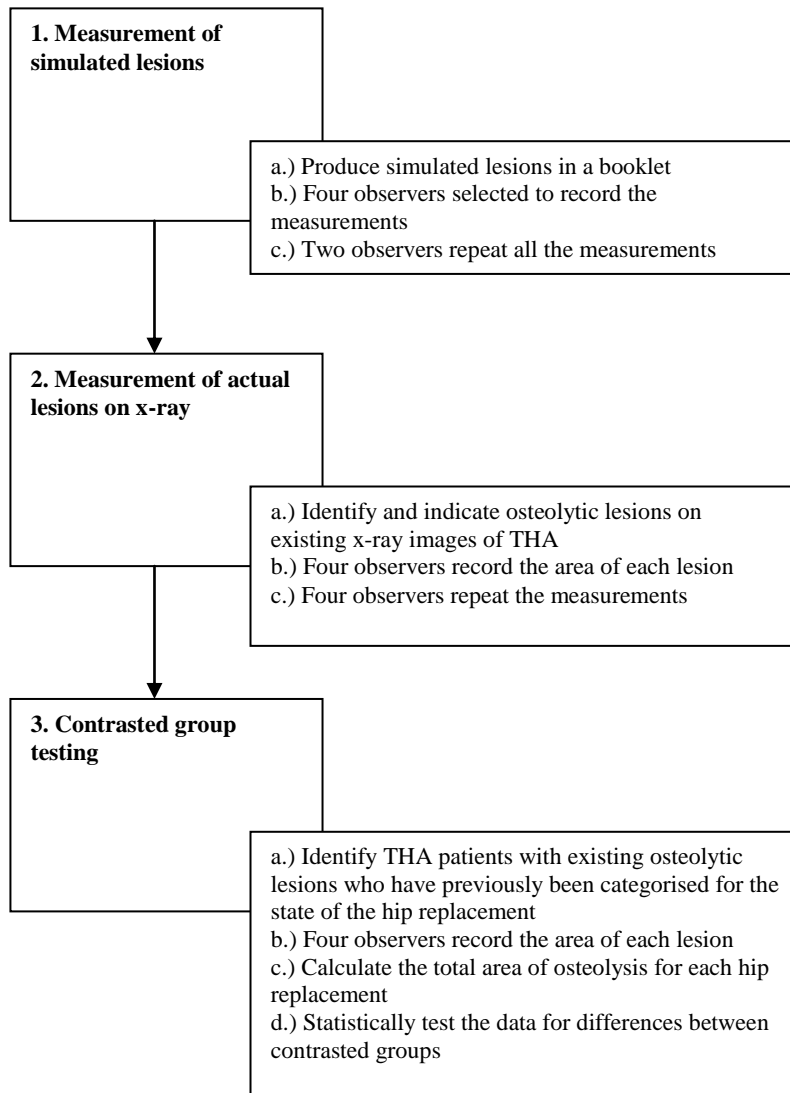 1. Measurement of
simulated lesions
a.) Produce simulated lesions in a booklet
b.) Four observers selected to record the
measurements
c.) Two observers repeat all the measurements
2. Measurement of actual
lesions on x-ray
a.) Identify and indicate osteolytic lesions on
existing x-ray images of THA
b.) Four observers record the area of each lesion
c.) Four observers repeat the measurements
3. Contrasted group
testing
a.) Identify THA patients with existing osteolytic
lesions who have previously been categorised for the
state of the hip replacement
b.) Four observers record the area of each lesion
c.) Calculate the total area of osteolysis for each hip
replacement
d.) Statistically test the data for differences between
contrasted groups